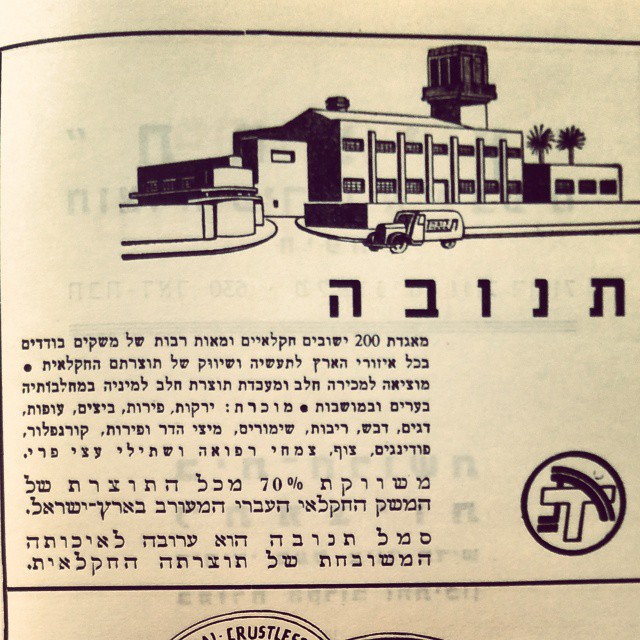 תנובה
מאגדת 200 ישובים חקלאיים ומאות רבות של משקים בודדים
בכל איזורי הארץ לתעשיה ושיווק של תוצרתם החקלאית •
מוציאה למכירה חלב ומעבדת תוצרת חלב למיניה במחלבותיה
בערים ובמושבות • מוכרת: ירקות, פירות, ביצים, עופות,
דגים, דבש, ריבות, שימורים, מיצי הדר ופירות, קורנפלור,
פודינגים, צוף, צמחי רפואה ושתילי עצי פרי.
משווקת 70% מכל התוצרת של
המשק החקלאי העברי המעורב בארץ-ישראל.
סמל תנובה הוא ערובה לאיכותה
המשובחת של תוצרתה החקלאית.
CRUSTLESS